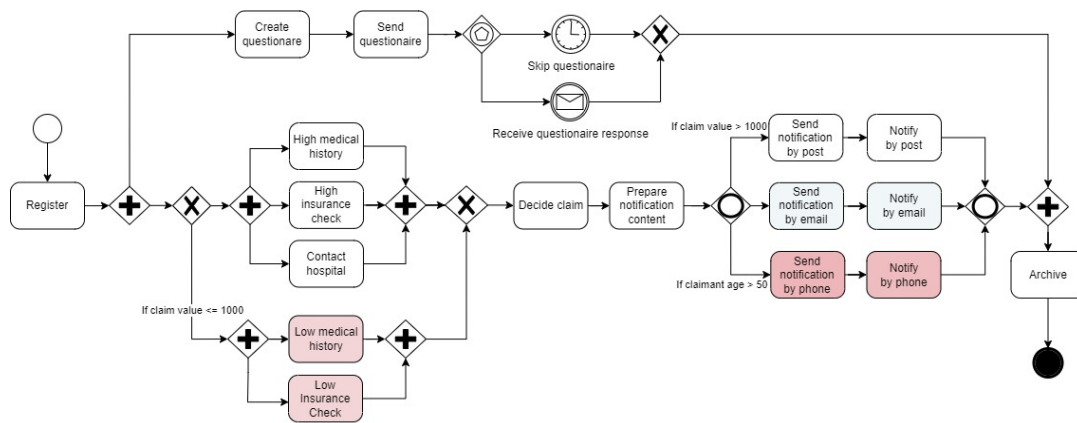 Create
questionare
Send
questionaire
Skip questionaire
Receive questionaire response
If claim value > 1000
Send
notification
by post
Notify
by post
High medical
history
Register
High
insurance
check
Decide claim
Prepare
notification
content
Send
notification
by email
Notify
by email
Contact
hospital
Send
notification
by phone
Notify
by phone
Archive
If claimant age > 50
If claim value <= 1000
Low medical
history
Low
Insurance
Check